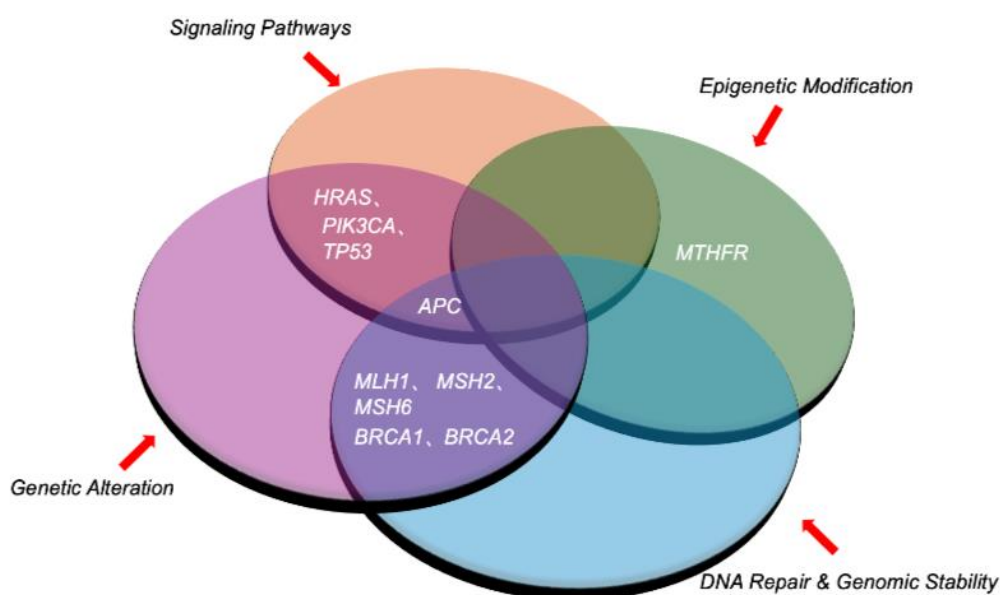 Signaling Pathways
Epigenetic Modification
HRAS、
PIK3CA、
TP53
MTHFR
APC
MLH1、 MSH2、
MSH6
BRCA1、BRCA2
Genetic Alteration
DNA Repair & Genomic Stability